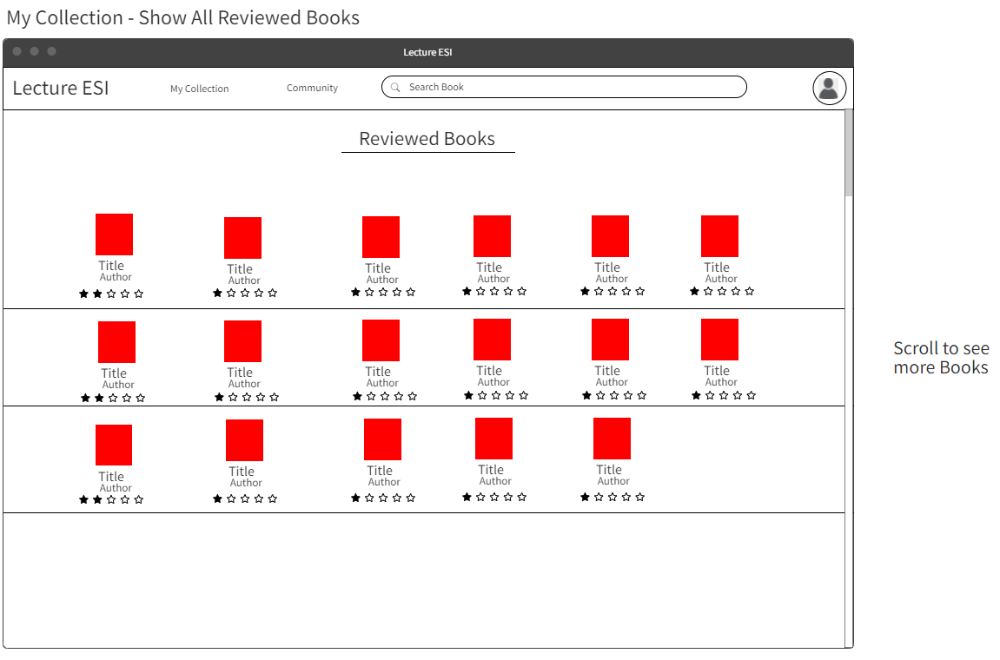 My Collection - Show All Reviewed Books
Lecture ESI
Lecture ESI
My Collection
Community
Search Book
Reviewed Books
Title
Author
Title
Author
Title
Author
Title
Author
Title
Author
Title
Author
Title
Author
Title
Author
Title
Author
Title
Author
Title
Author
Title
Author
Scroll to see
more Books
Title
Author
Title
Author
Title
Author
Title
Author
Title
Author